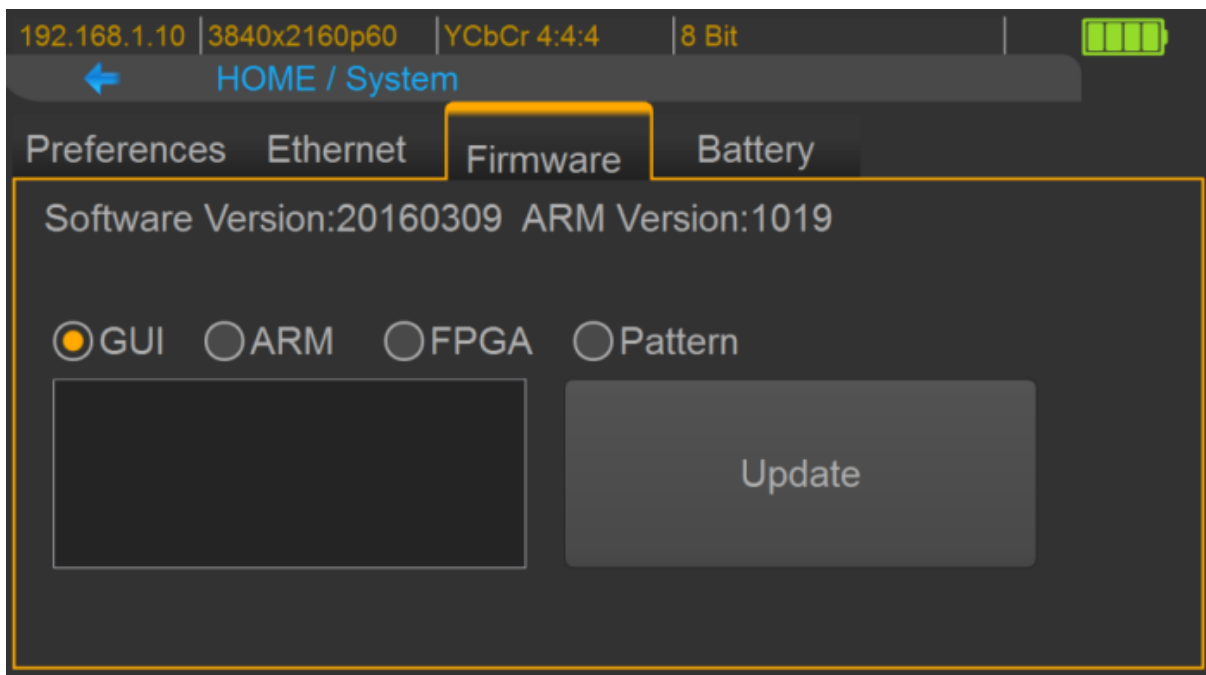 192.168.1.10 3840x2160p60 YCbCr 4:4:4 8 Bit
HOME / System
Preferences Ethernet Firmware Battery
Software Version:20160309 ARM Version:1019
GUI ARM FPGA Pattern
Update